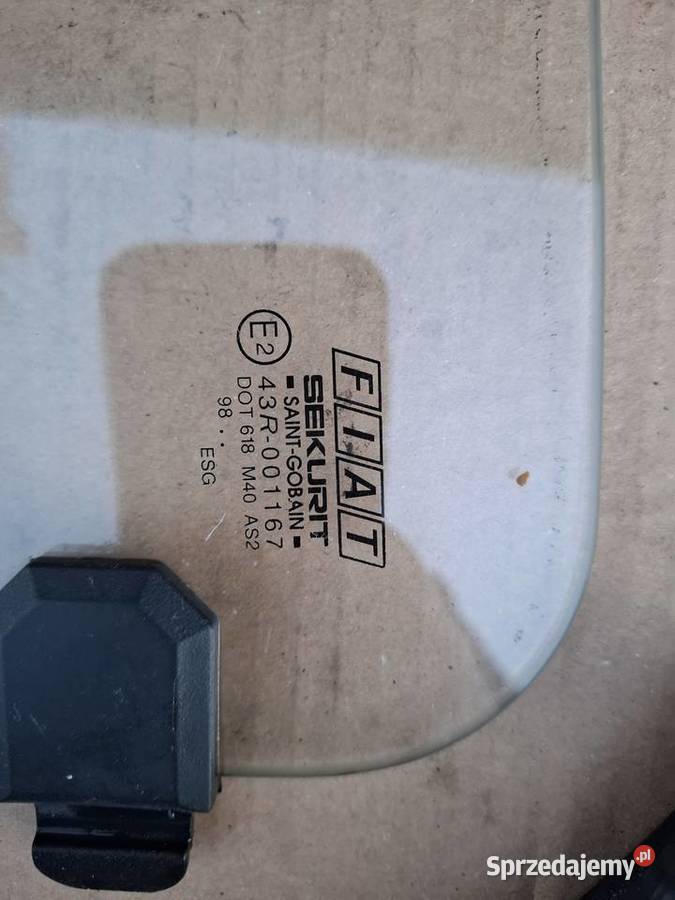 FIAT
SEKURIT
- SAINT-GOBAIN -
E2 43R-001167
DOT 618 M40 AS2
98 . .
ESG
Sprzedajemy.pl